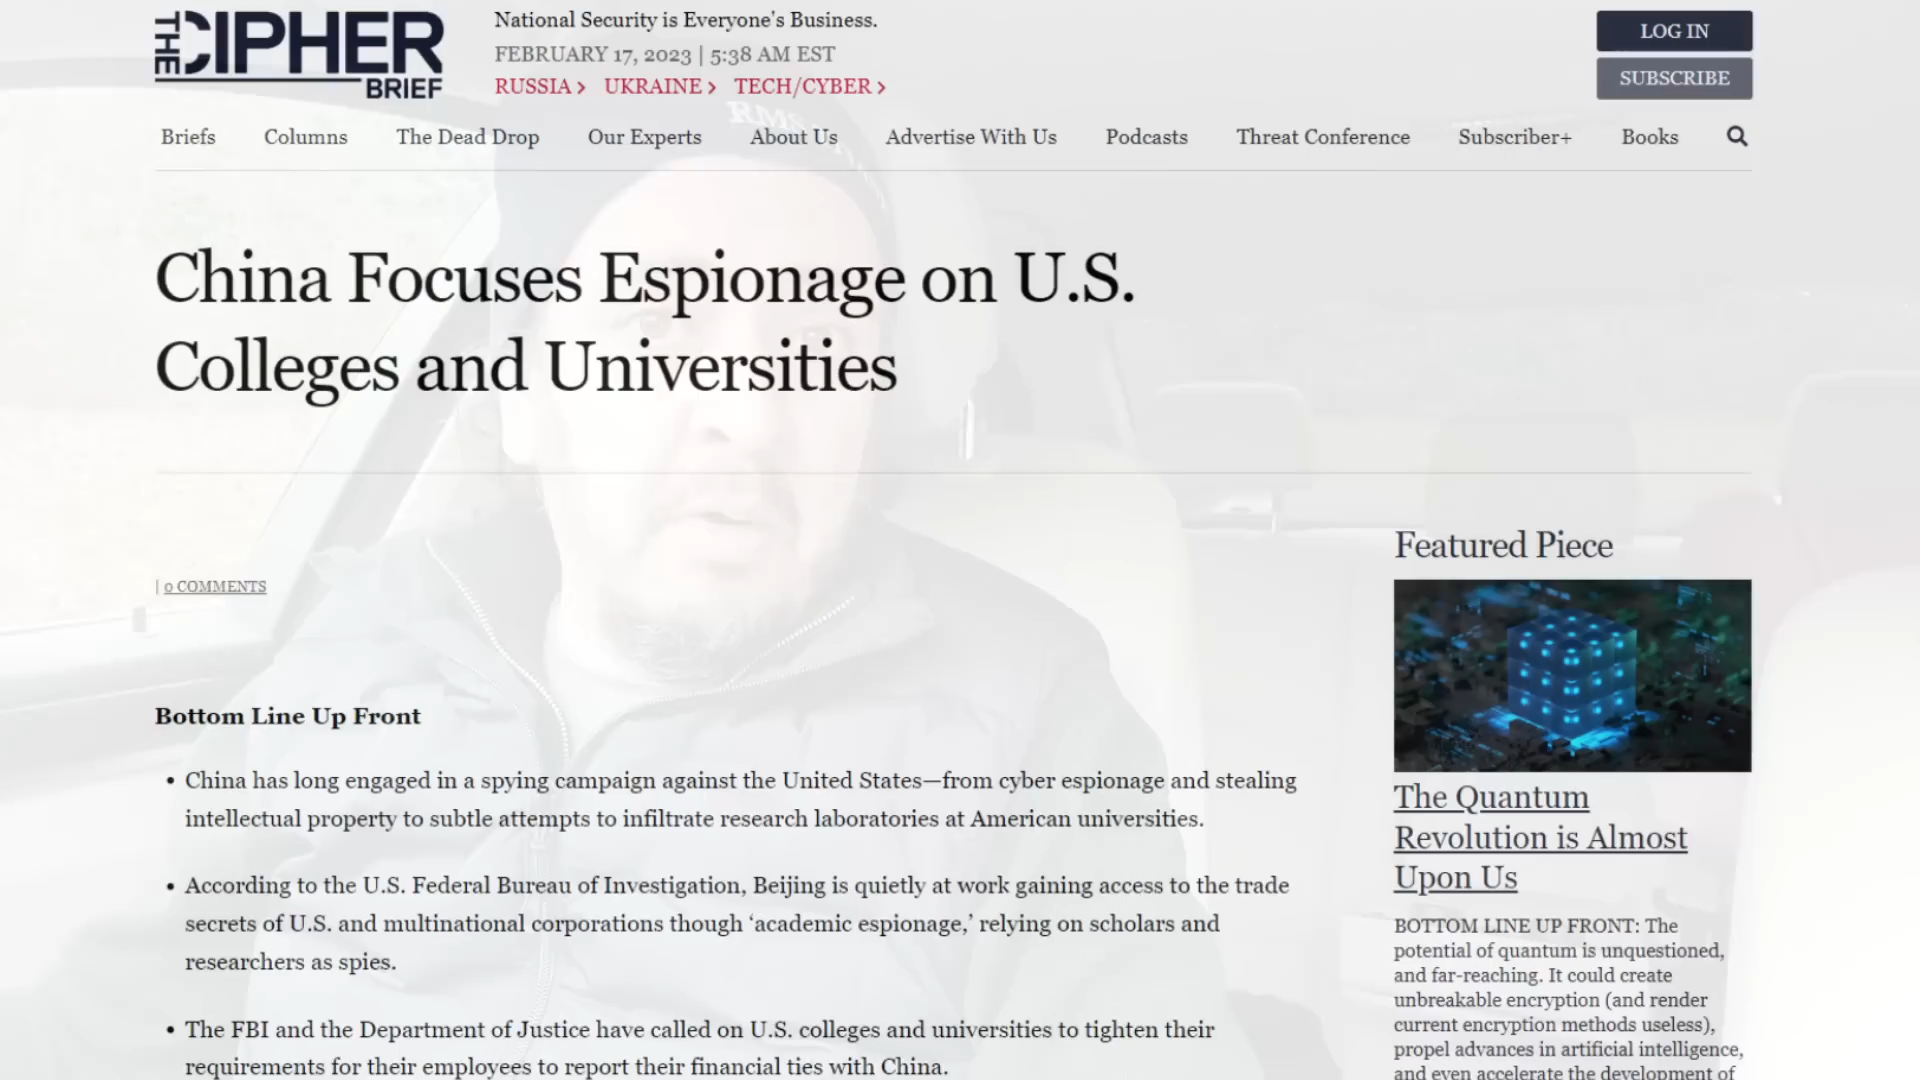 THE CIPHER BRIEF
National Security is Everyone's Business.
FEBRUARY 17, 2023 | 5:38 AM EST
RUSSIA > UKRAINE > TECH/CYBER >
LOG IN
SUBSCRIBE
RMS
Briefs Columns The Dead Drop Our Experts About Us Advertise With Us Podcasts Threat Conference Subscriber+ Books
China Focuses Espionage on U.S.
Colleges and Universities
| 0 COMMENTS
Bottom Line Up Front
• China has long engaged in a spying campaign against the United States—from cyber espionage and stealing
intellectual property to subtle attempts to infiltrate research laboratories at American universities.
• According to the U.S. Federal Bureau of Investigation, Beijing is quietly at work gaining access to the trade
secrets of U.S. and multinational corporations though ‘academic espionage,’ relying on scholars and
researchers as spies.
• The FBI and the Department of Justice have called on U.S. colleges and universities to tighten their
requirements for their employees to report their financial ties with China.
Featured Piece
The Quantum
Revolution is Almost
Upon Us
BOTTOM LINE UP FRONT: The
potential of quantum is unquestioned,
and far-reaching. It could create
unbreakable encryption (and render
current encryption methods useless),
propel advances in artificial intelligence,
and even accelerate the development of